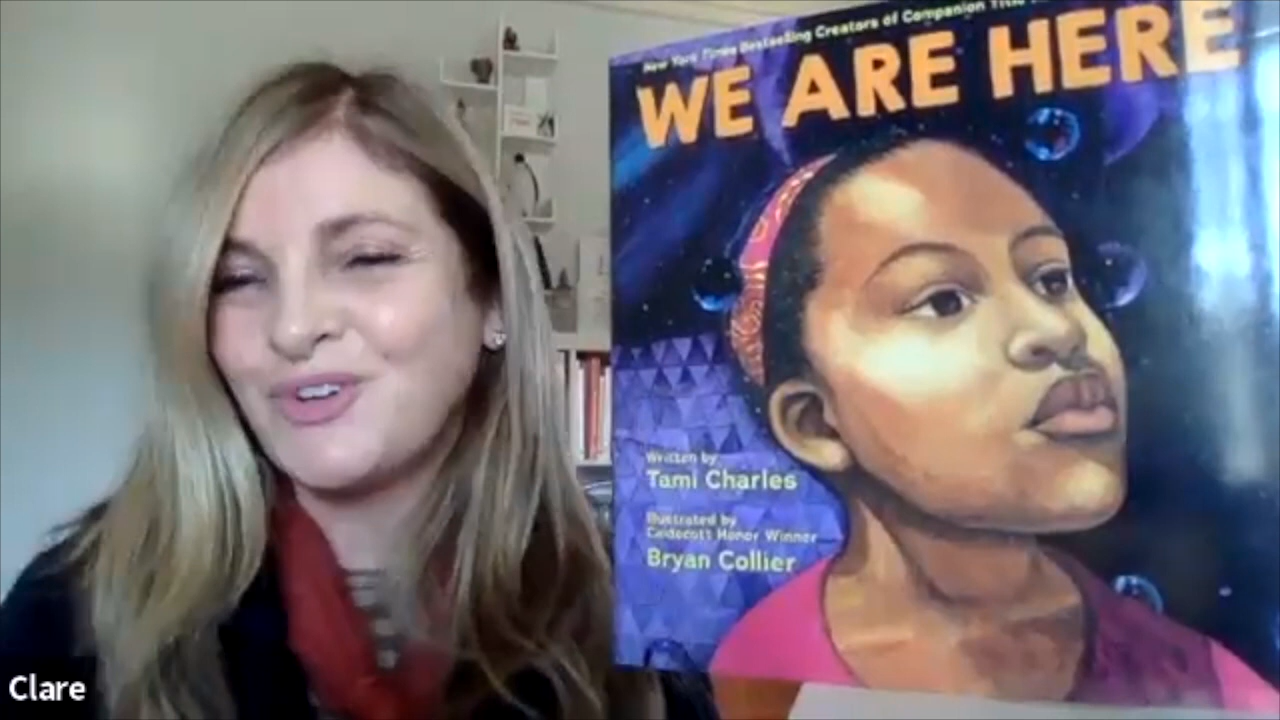 New York Times Bestselling Creators of Companion Title
WE ARE HERE
Written by
Tami Charles
Illustrated by
Caldecott Honor Winner
Bryan Collier
Clare